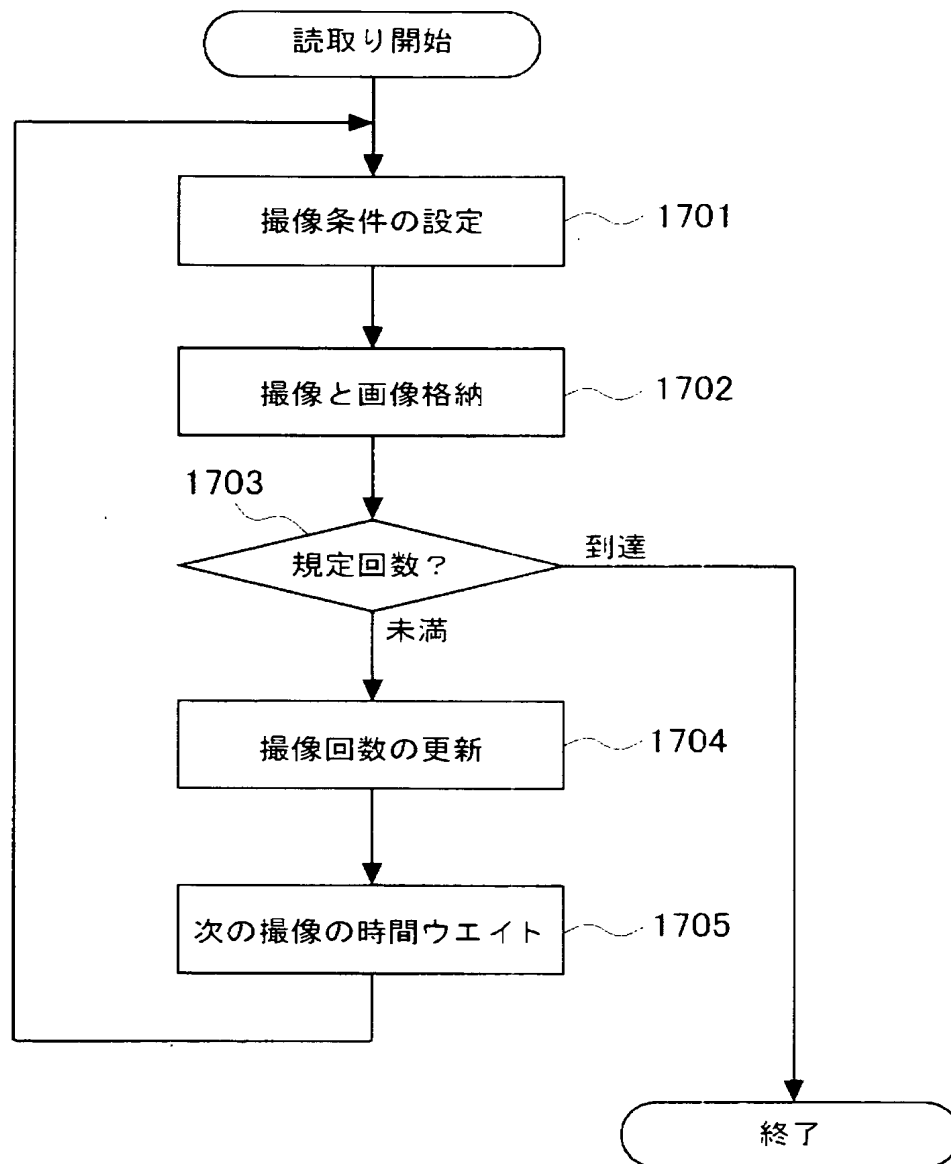 読取り開始
撮像条件の設定
1701
撮像と画像格納
1702
1703
規定回数?
到達
未満
撮像回数の更新
1704
次の撮像の時間ウエイト
1705
終了